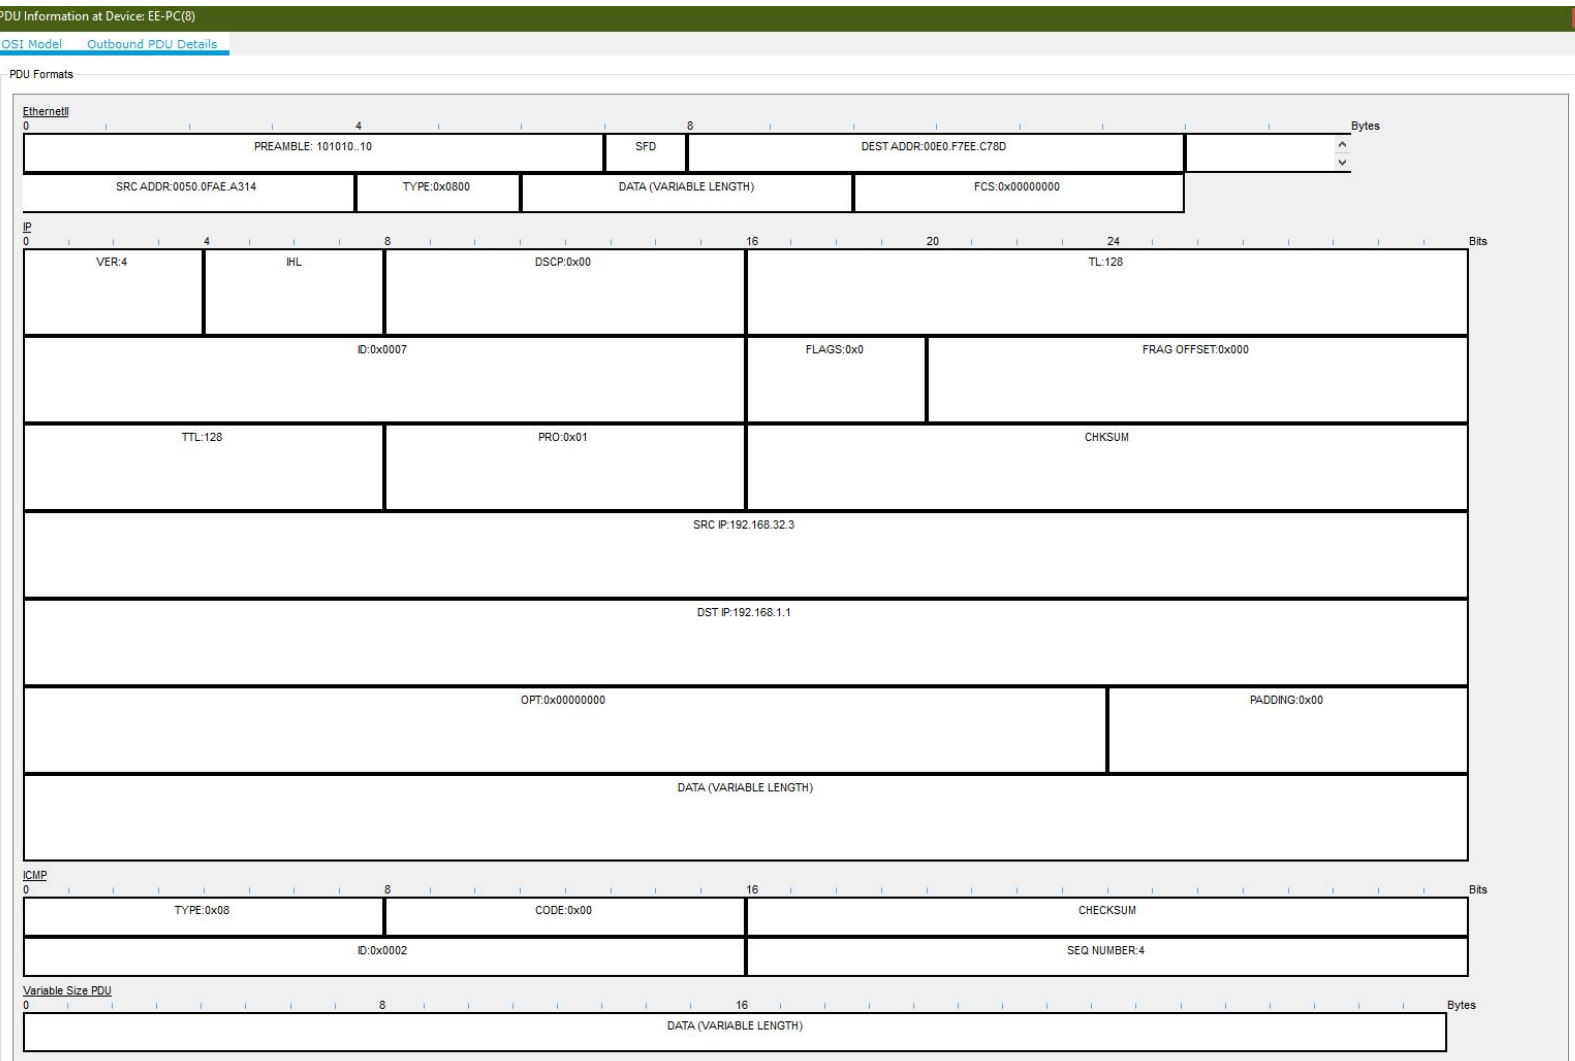 PDU Information at Device: EE-PC(8)
OSI Model Outbound PDU Details
PDU Formats
EthernetII
0 4 8 Bytes
PREAMBLE: 101010..10 SFD DEST ADDR:00E0.F7EE.C78D
SRC ADDR:0050.0FAE.A314 TYPE:0x0800 DATA (VARIABLE LENGTH) FCS:0x00000000
IP
0 4 8 16 20 24 Bits
VER:4 IHL DSCP:0x00 TL:128
ID:0x0007 FLAGS:0x0 FRAG OFFSET:0x000
TTL:128 PRO:0x01 CHKSUM
SRC IP:192.168.32.3
DST IP:192.168.1.1
OPT:0x00000000 PADDING:0x00
DATA (VARIABLE LENGTH)
ICMP
0 8 16 Bits
TYPE:0x08 CODE:0x00 CHECKSUM
ID:0x0002 SEQ NUMBER:4
Variable Size PDU
0 8 16 Bytes
DATA (VARIABLE LENGTH)